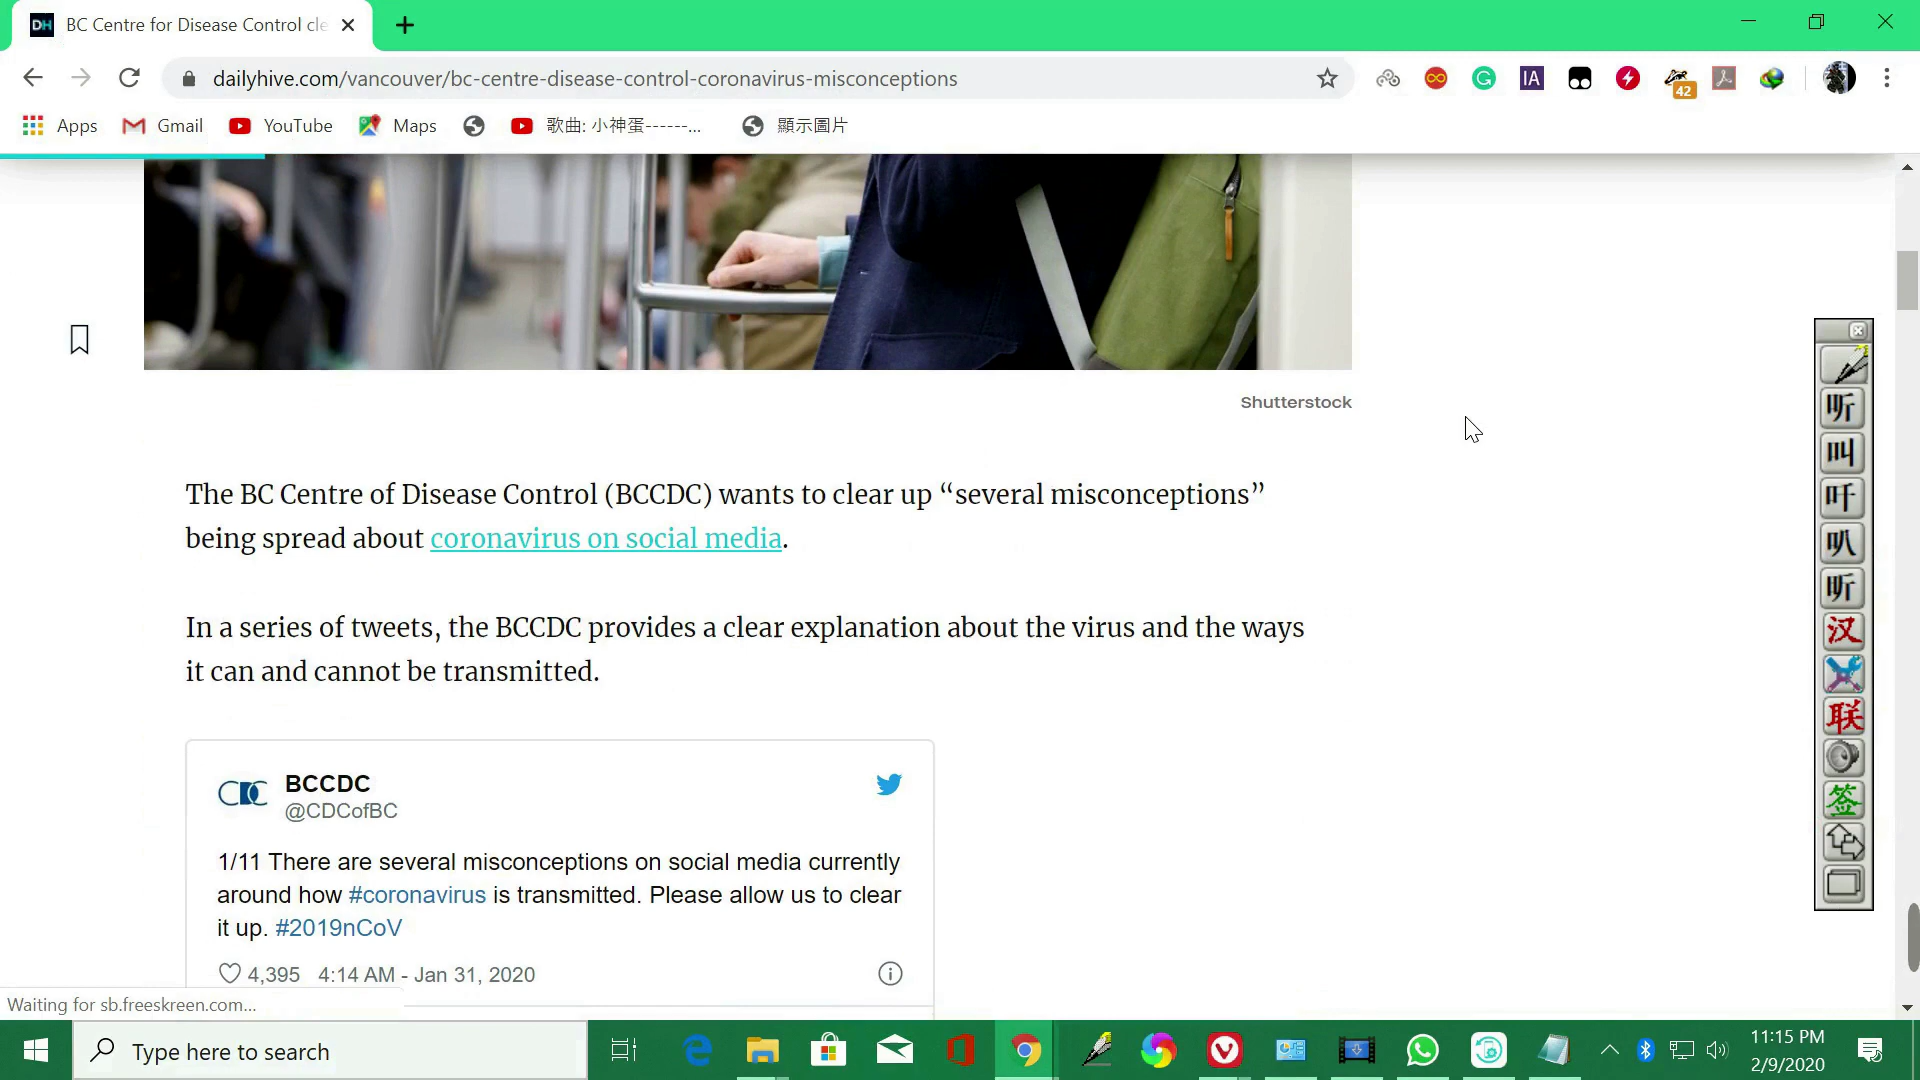 DH BC Centre for Disease Control cle
dailyhive.com/vancouver/bc-centre-disease-control-coronavirus-misconceptions
IA
42
Apps Gmail YouTube Maps 歌曲: 小神蛋------... 顯示圖片
Shutterstock
The BC Centre of Disease Control (BCCDC) wants to clear up “several misconceptions”
being spread about coronavirus on social media.
In a series of tweets, the BCCDC provides a clear explanation about the virus and the ways
it can and cannot be transmitted.
BCCDC
@CDCofBC
1/11 There are several misconceptions on social media currently
around how #coronavirus is transmitted. Please allow us to clear
it up. #2019nCoV
4,395 4:14 AM - Jan 31, 2020
听
叫
吁
叭
听
汉
联
签
Waiting for sb.freeskreen.com...
Type here to search
11:15 PM
2/9/2020